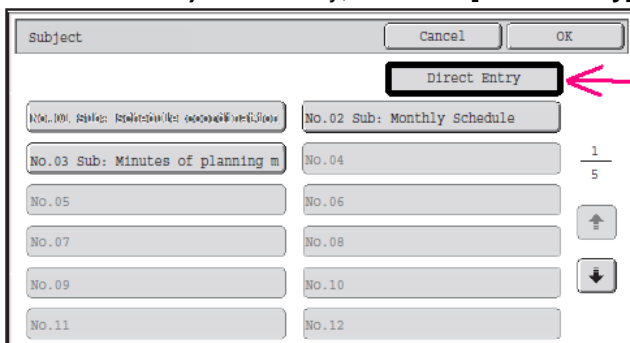 Subject Cancel OK
Direct Entry
No.02 Sub: Monthly Schedule
No.03 Sub: Minutes of planning m No.04
1
5
No.05 No.06
No.07 No.08
No.09 No.10
No.11 No.12